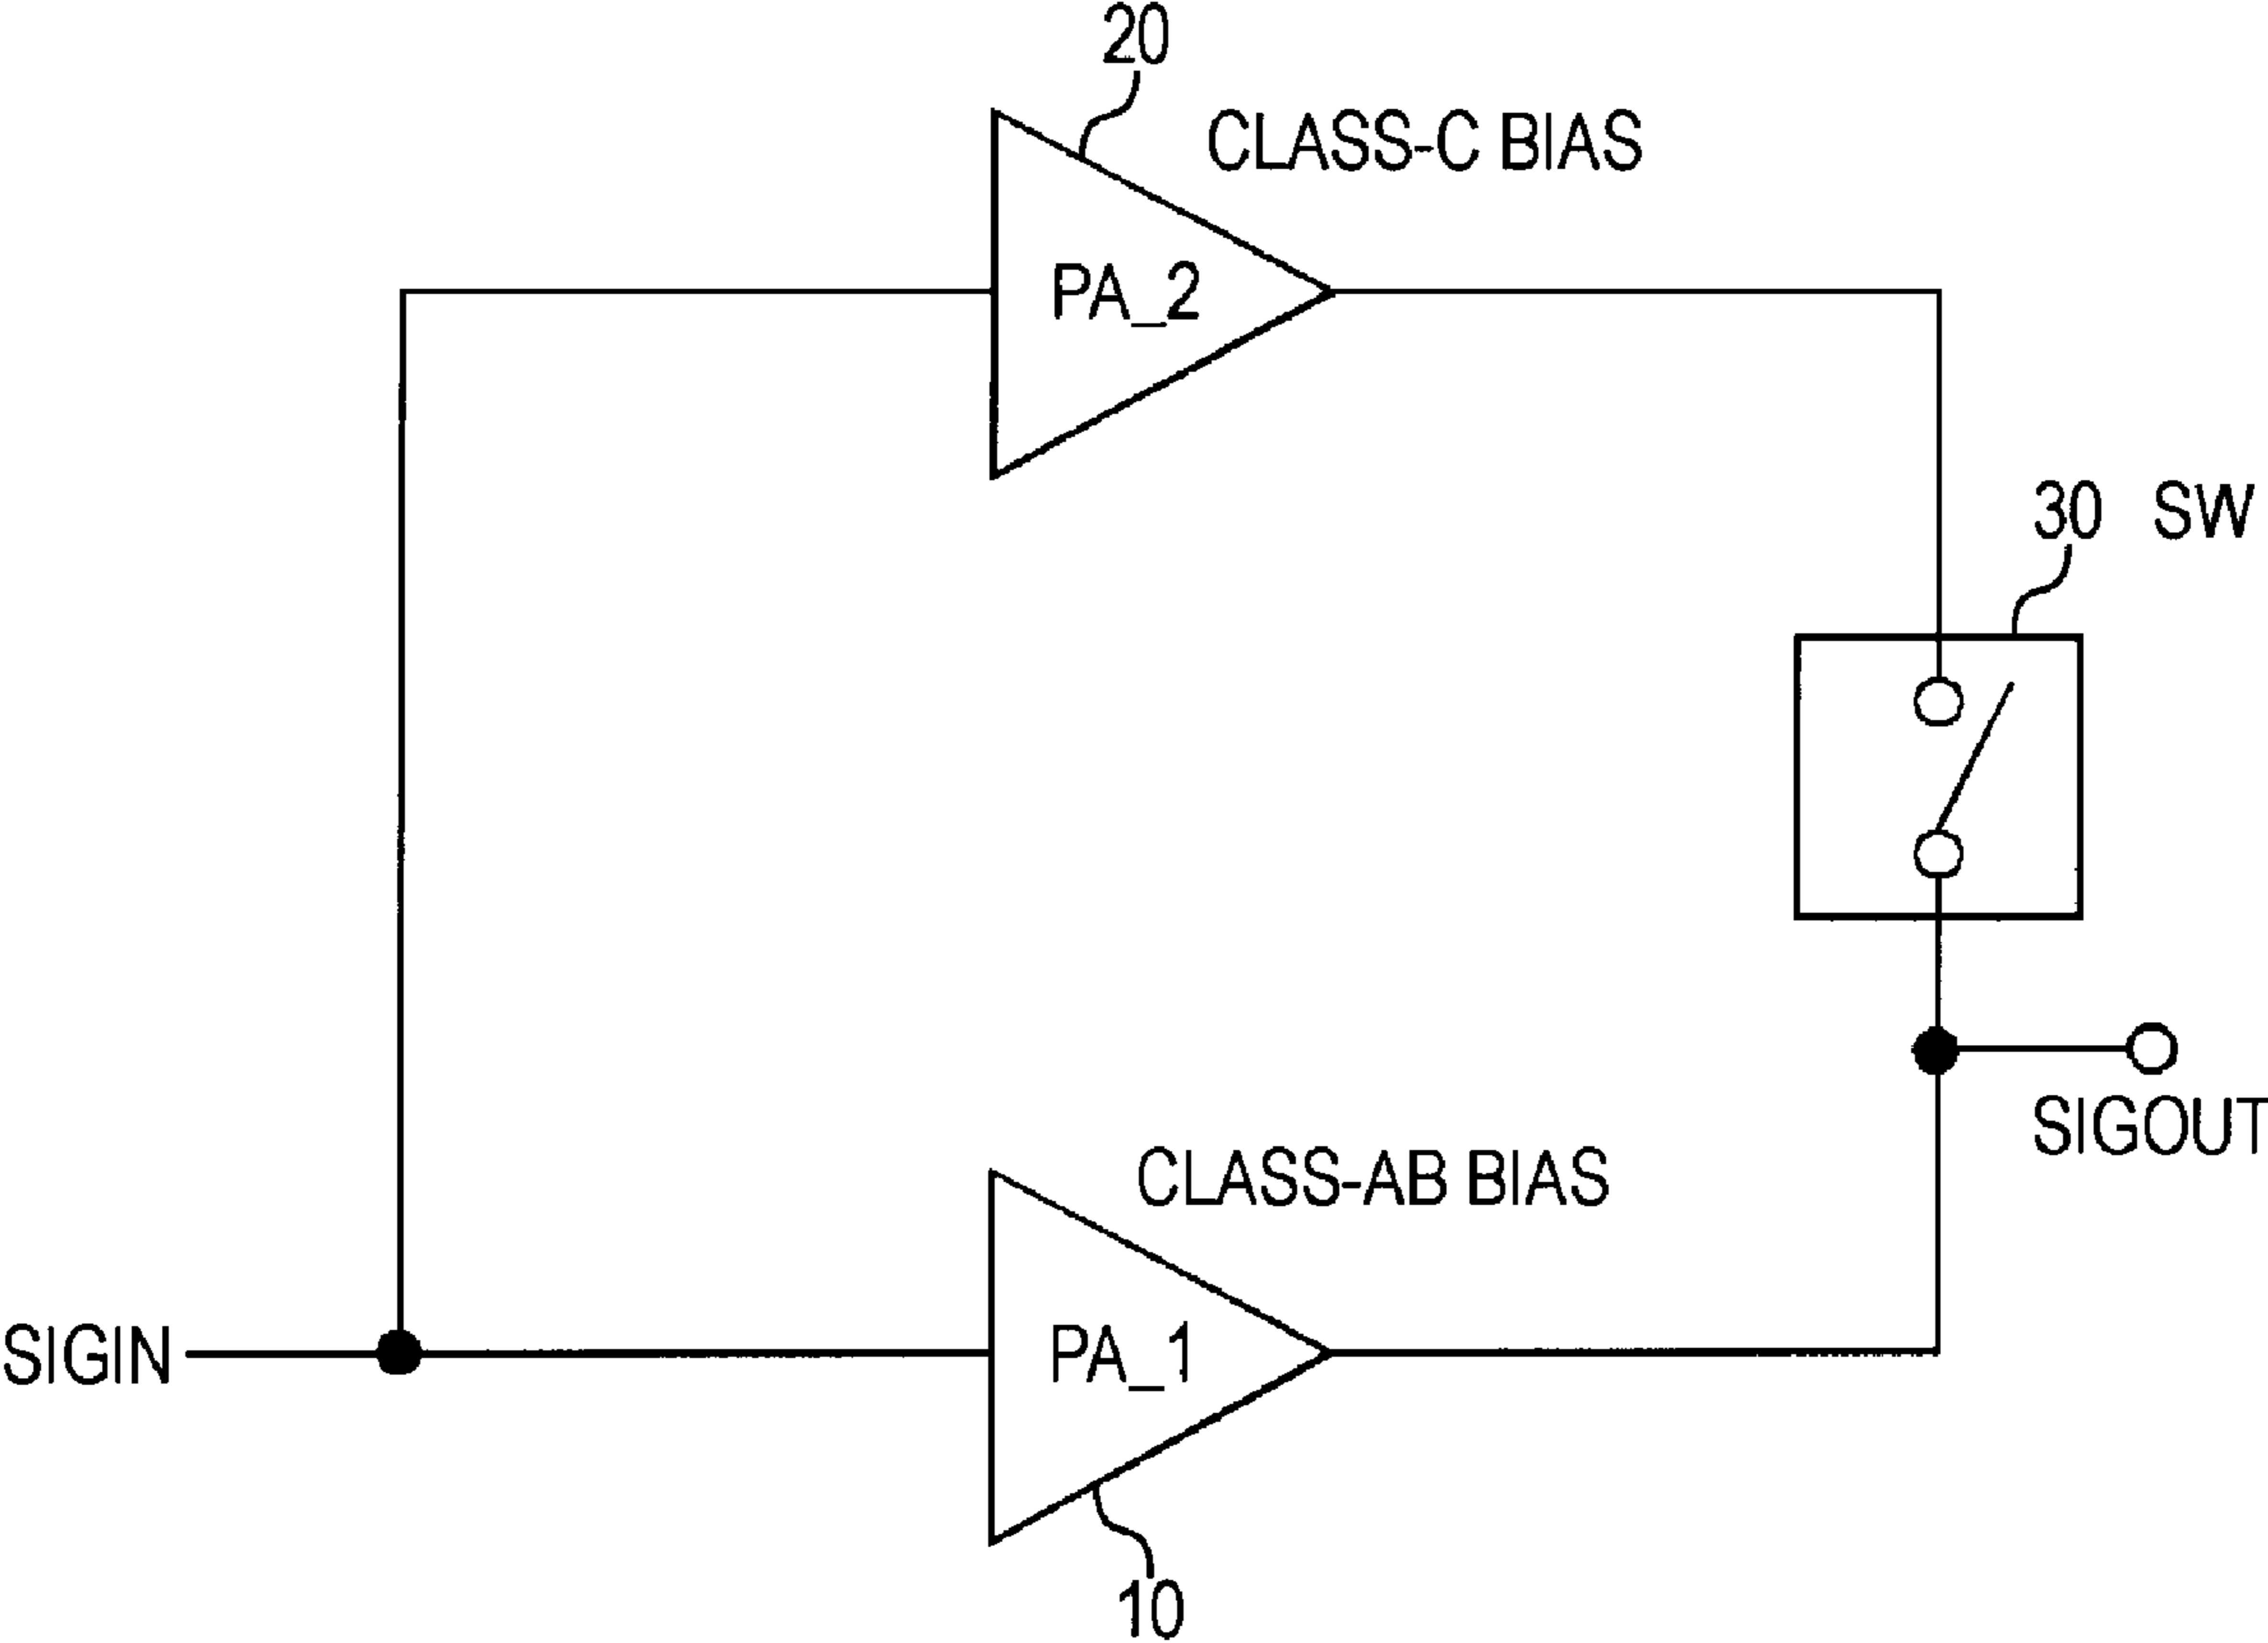 20
CLASS-C BIAS
PA_2
30 SW
SIGOUT
CLASS-AB BIAS
SIGIN
PA_1
10